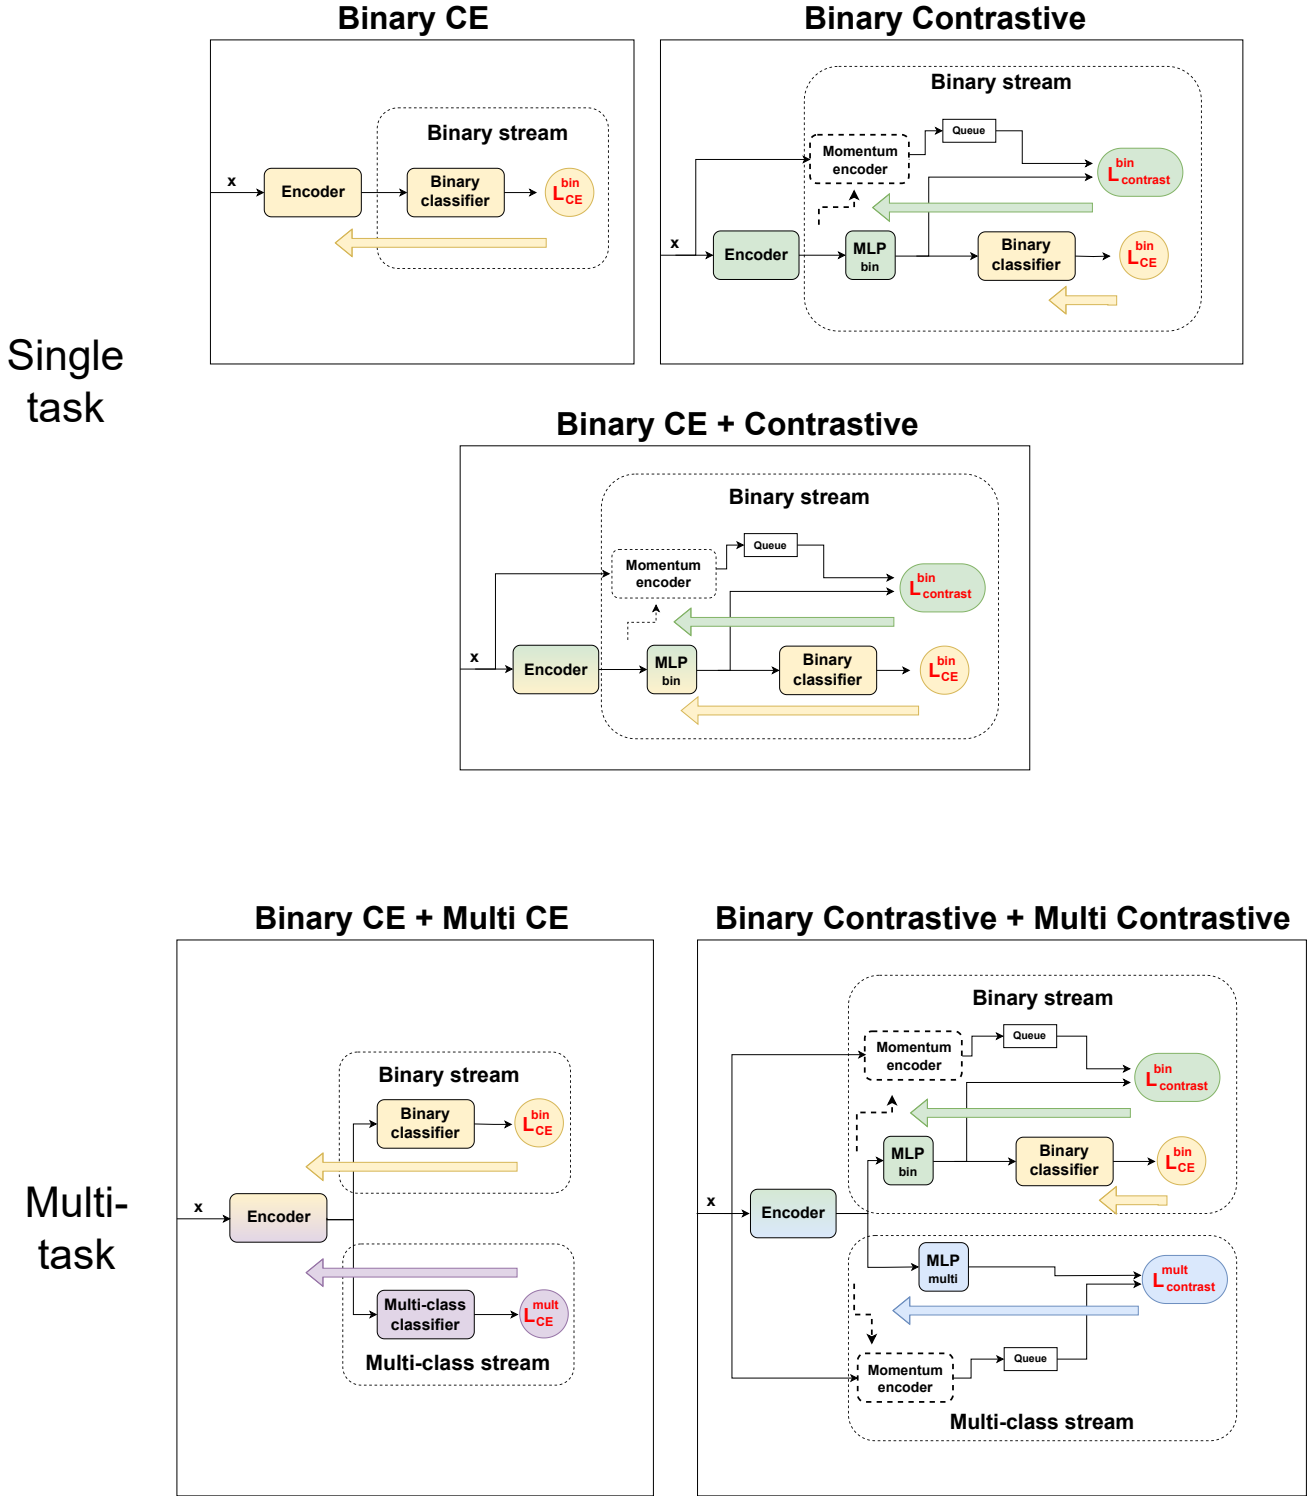 Binary CE
Binary stream
x
Encoder
Binary
classifier
L bin CE
Binary Contrastive
Binary stream
Momentum
encoder
Queue
L bin contrast
x
Encoder
MLP
bin
Binary
classifier
L bin CE
Single
task
Binary CE + Contrastive
Binary stream
Momentum
encoder
Queue
L bin contrast
x
Encoder
MLP
bin
Binary
classifier
L bin CE
Multi-
task
Binary CE + Multi CE
Binary stream
Binary
classifier
L bin CE
x
Encoder
Multi-class
classifier
L mult CE
Multi-class stream
Binary Contrastive + Multi Contrastive
Binary stream
Momentum
encoder
Queue
L bin contrast
MLP
bin
Binary
classifier
L bin CE
x
Encoder
MLP
multi
L mult contrast
Momentum
encoder
Queue
Multi-class stream